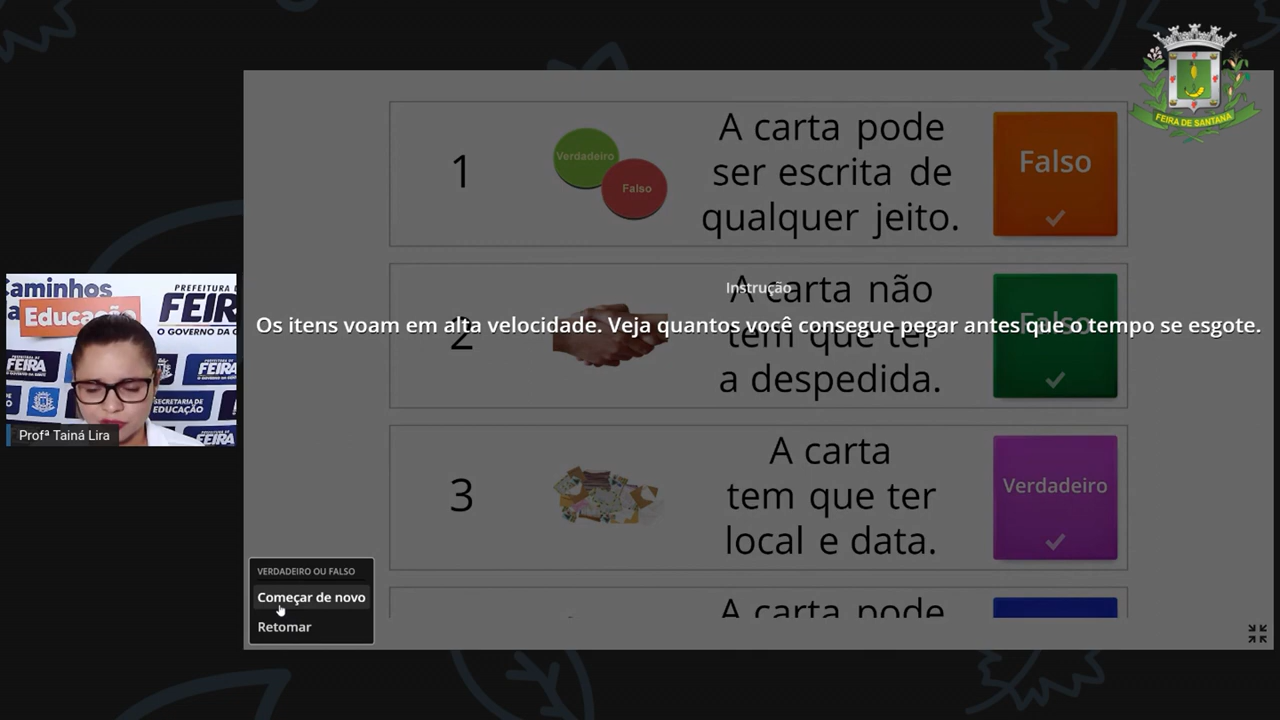 FEIRA DE SANTANA
1
Verdadeiro
Falso
A carta pode
ser escrita de
qualquer jeito.
Falso
Instrução
Os itens voam em alta velocidade. Veja quantos você consegue pegar antes que o tempo se esgote.
2
A carta não
tem que ter
a despedida.
Falso
3
A carta
tem que ter
local e data.
Verdadeiro
A carta pode
Caminhos
Educação
PREFEITURA
FEIR
O GOVERNO DA
FEIRA
SECRETARIA DE
EDUCAÇÃO
FEIRA
Profª Tainá Lira
VERDADEIRO OU FALSO
Começar de novo
Retomar